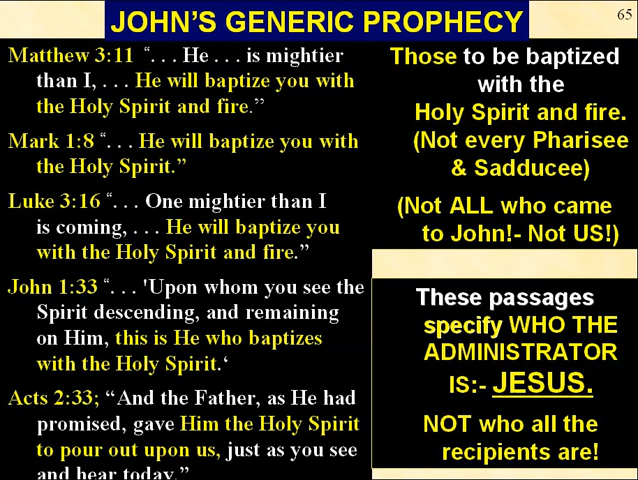 JOHN'S GENERIC PROPHECY
65
Matthew 3:11 “. . . He . . . is mightier
than I, . . . He will baptize you with
the Holy Spirit and fire.”
Mark 1:8 “. . . He will baptize you with
the Holy Spirit.”
Luke 3:16 “. . . One mightier than I
is coming, . . . He will baptize you
with the Holy Spirit and fire.”
John 1:33 “. . . 'Upon whom you see the
Spirit descending, and remaining
on Him, this is He who baptizes
with the Holy Spirit.‘
Acts 2:33; “And the Father, as He had
promised, gave Him the Holy Spirit
to pour out upon us, just as you see
and hear today.”
Those to be baptized
with the
Holy Spirit and fire.
(Not every Pharisee
& Sadducee)
(Not ALL who came
to John!- Not US!)
These passages
specify WHO THE
ADMINISTRATOR
IS:- JESUS.
NOT who all the
recipients are!